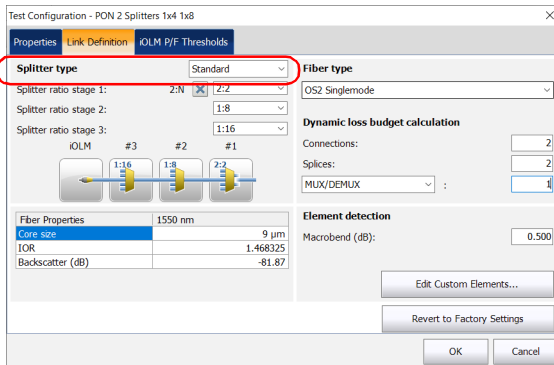 Test Configuration - PON 2 Splitters 1x4 1x8
Properties
Link Definition
iOLM P/F Thresholds
Splitter type
Standard
Splitter ratio stage 1:
2:N
2:2
Splitter ratio stage 2:
1:8
Splitter ratio stage 3:
1:16
iOLM
#3
#2
#1
1:16
1:8
2:2
Fiber Properties
1550 nm
Core size
9 µm
IOR
1.468325
Backscatter (dB)
-81.87
Fiber type
OS2 Singlemode
Dynamic loss budget calculation
Connections:
2
Splices:
2
MUX/DEMUX
:
1
Element detection
Macrobend (dB):
0.500
Edit Custom Elements...
Revert to Factory Settings
OK
Cancel